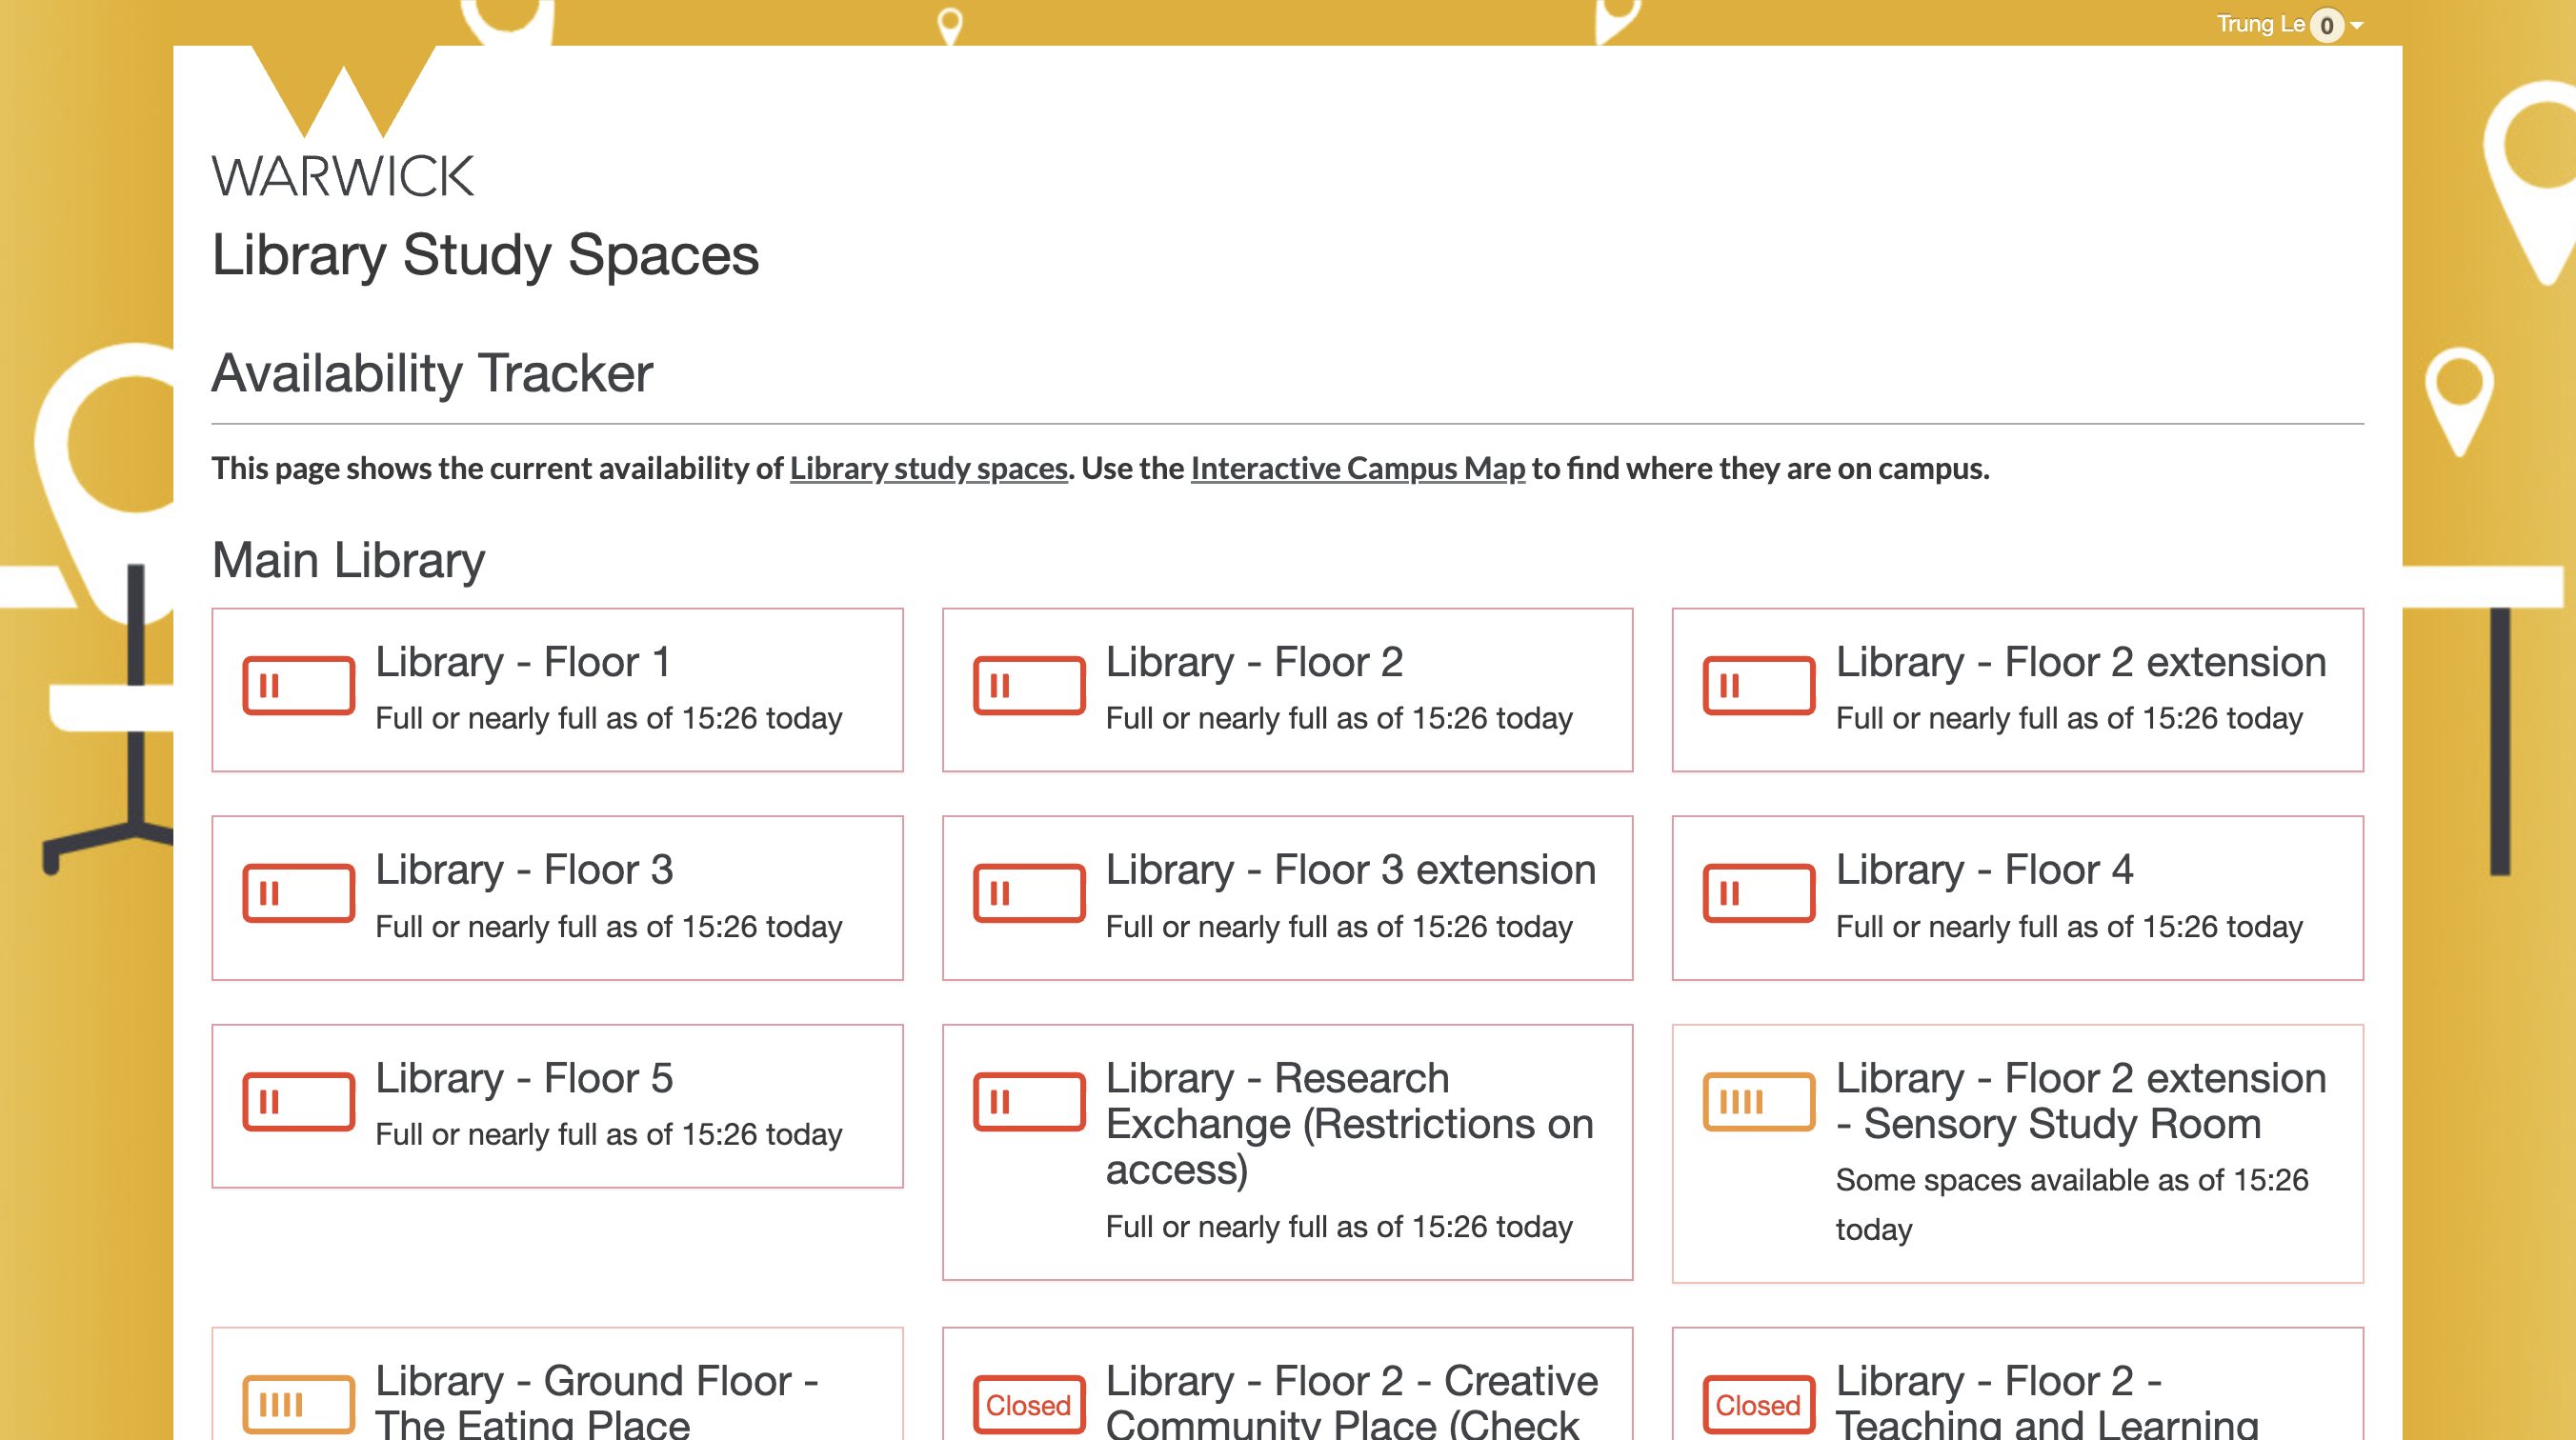 Trung Le 0
WARWICK
Library Study Spaces
Availability Tracker
This page shows the current availability of Library study spaces. Use the Interactive Campus Map to find where they are on campus.
Main Library
Library - Floor 1
Full or nearly full as of 15:26 today
Library - Floor 2
Full or nearly full as of 15:26 today
Library - Floor 2 extension
Full or nearly full as of 15:26 today
Library - Floor 3
Full or nearly full as of 15:26 today
Library - Floor 3 extension
Full or nearly full as of 15:26 today
Library - Floor 4
Full or nearly full as of 15:26 today
Library - Floor 5
Full or nearly full as of 15:26 today
Library - Research
Exchange (Restrictions on
access)
Full or nearly full as of 15:26 today
Library - Floor 2 extension
- Sensory Study Room
Some spaces available as of 15:26
today
Library - Ground Floor -
The Eating Place
Closed
Library - Floor 2 - Creative
Community Place (Check
Closed
Library - Floor 2 -
Teaching and Learning